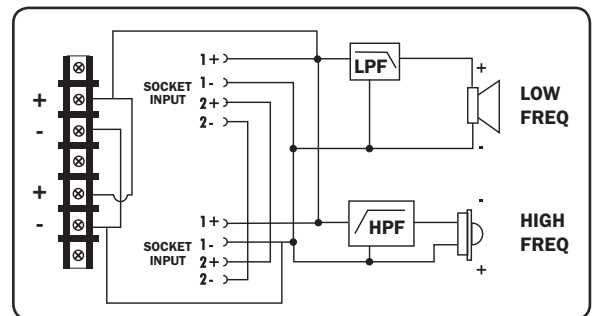 +
-
+
-
SOCKET
INPUT
1+
1-
2+
2-
LPF
+
-
LOW
FREQ
SOCKET
INPUT
1+
1-
2+
2-
HPF
-
+
HIGH
FREQ